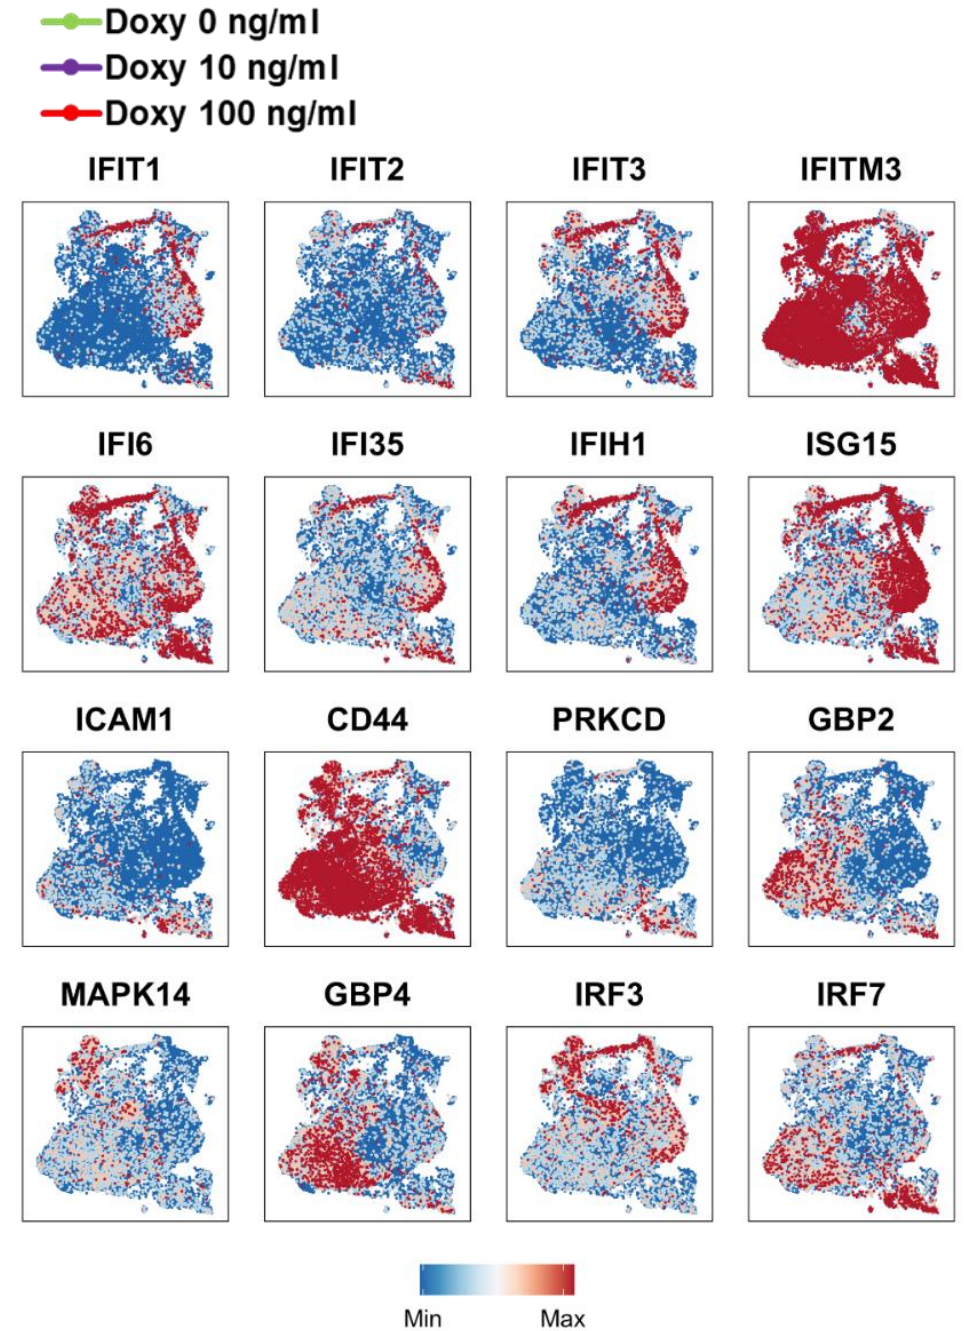 Doxy 0 ng/ml
Doxy 10 ng/ml
Doxy 100 ng/ml
IFIT1 IFIT2 IFIT3 IFITM3
IFI6 IFI35 IFIH1 ISG15
ICAM1 CD44 PRKCD GBP2
MAPK14 GBP4 IRF3 IRF7
Min Max